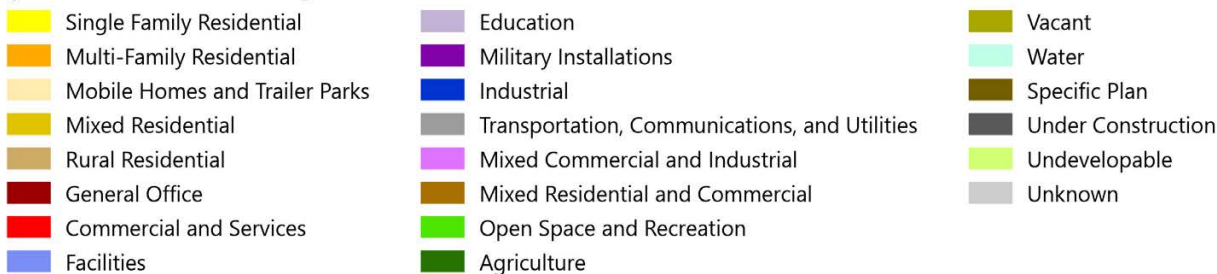 Single Family Residential
Multi-Family Residential
Mobile Homes and Trailer Parks
Mixed Residential
Rural Residential
General Office
Commercial and Services
Facilities
Education
Military Installations
Industrial
Transportation, Communications, and Utilities
Mixed Commercial and Industrial
Mixed Residential and Commercial
Open Space and Recreation
Agriculture
Vacant
Water
Specific Plan
Under Construction
Undevelopable
Unknown